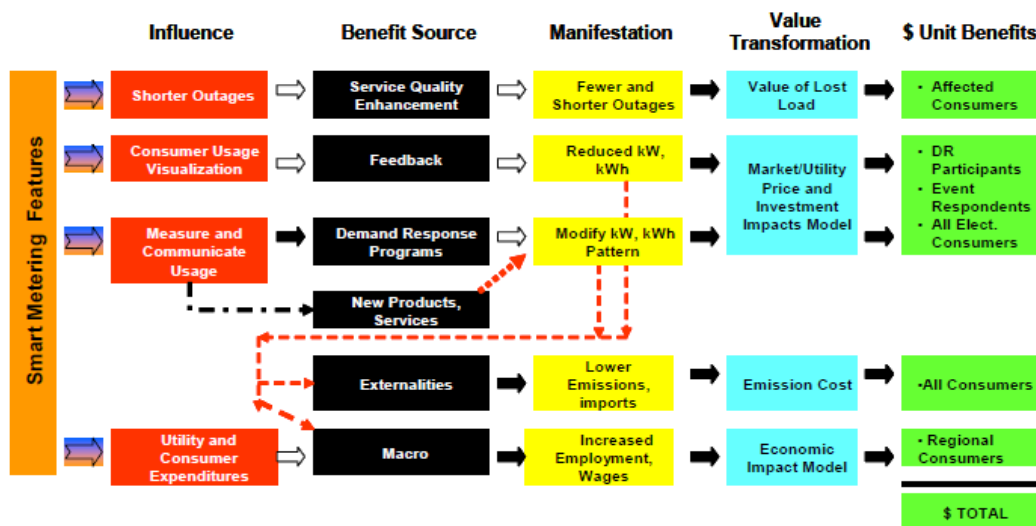 Influence
Benefit Source
Manifestation
Value
Transformation
$ Unit Benefits
Smart Metering Features
Shorter Outages
Service Quality
Enhancement
Fewer and
Shorter Outages
Value of Lost
Load
• Affected
Consumers
Consumer Usage
Visualization
Feedback
Reduced kW,
kWh
Market/Utility
Price and
Investment
Impacts Model
• DR
Participants
• Event
Respondents
• All Elect.
Consumers
Measure and
Communicate
Usage
Demand Response
Programs
Modify kW, kWh
Pattern
New Products,
Services
Externalities
Lower
Emissions,
imports
Emission Cost
•All Consumers
Utility and
Consumer
Expenditures
Macro
Increased
Employment,
Wages
Economic
Impact Model
• Regional
Consumers
$ TOTAL